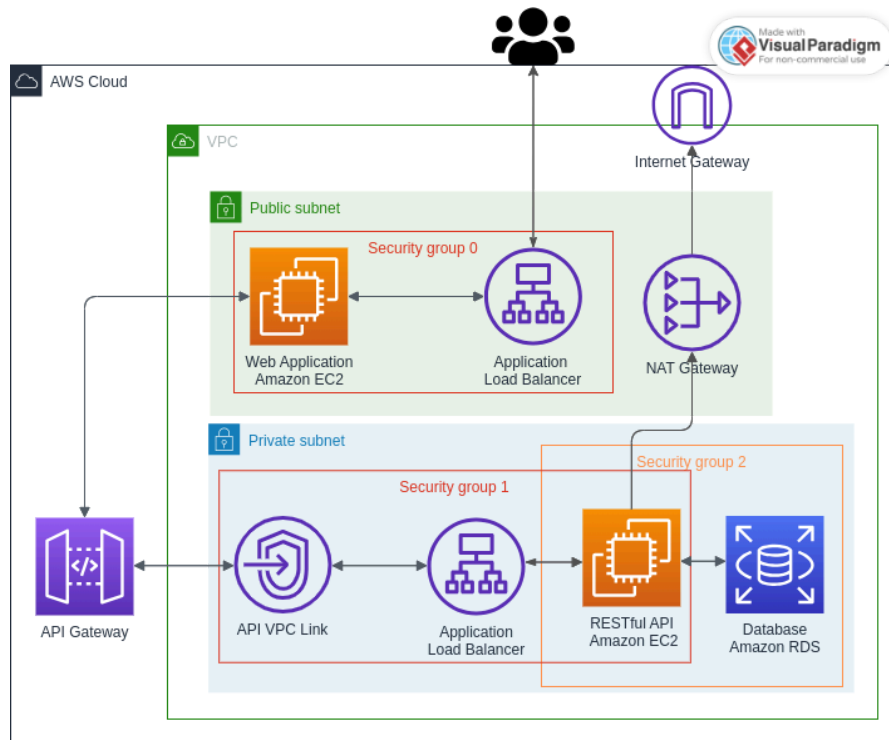 Made with
VisualParadigm
For non-commercial use
AWS Cloud
VPC
Internet Gateway
Public subnet
Security group 0
Web Application
Amazon EC2
Application
Load Balancer
NAT Gateway
Private subnet
Security group 2
Security group 1
API Gateway
API VPC Link
Application
Load Balancer
RESTful API
Amazon EC2
Database
Amazon RDS